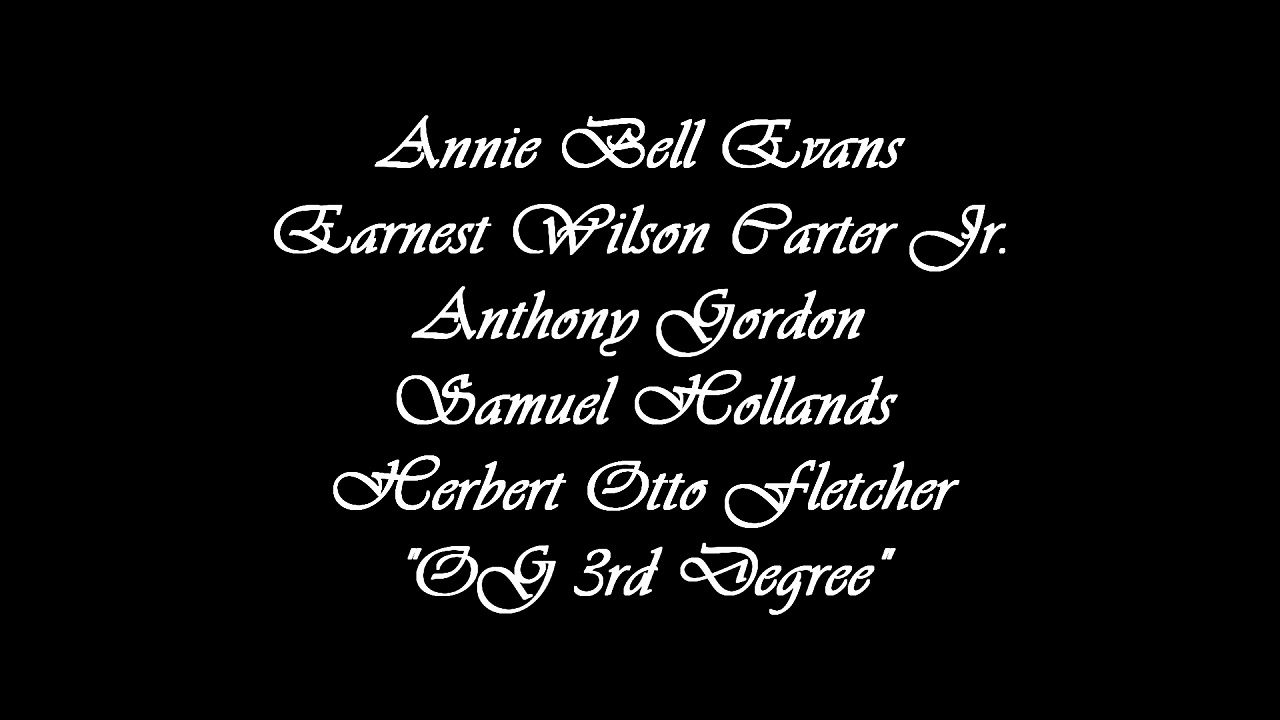 Annie Bell Evans
Earnest Wilson Carter Jr.
Anthony Gordon
Samuel Hollands
Herbert Otto Fletcher
"OG 3rd Degree"